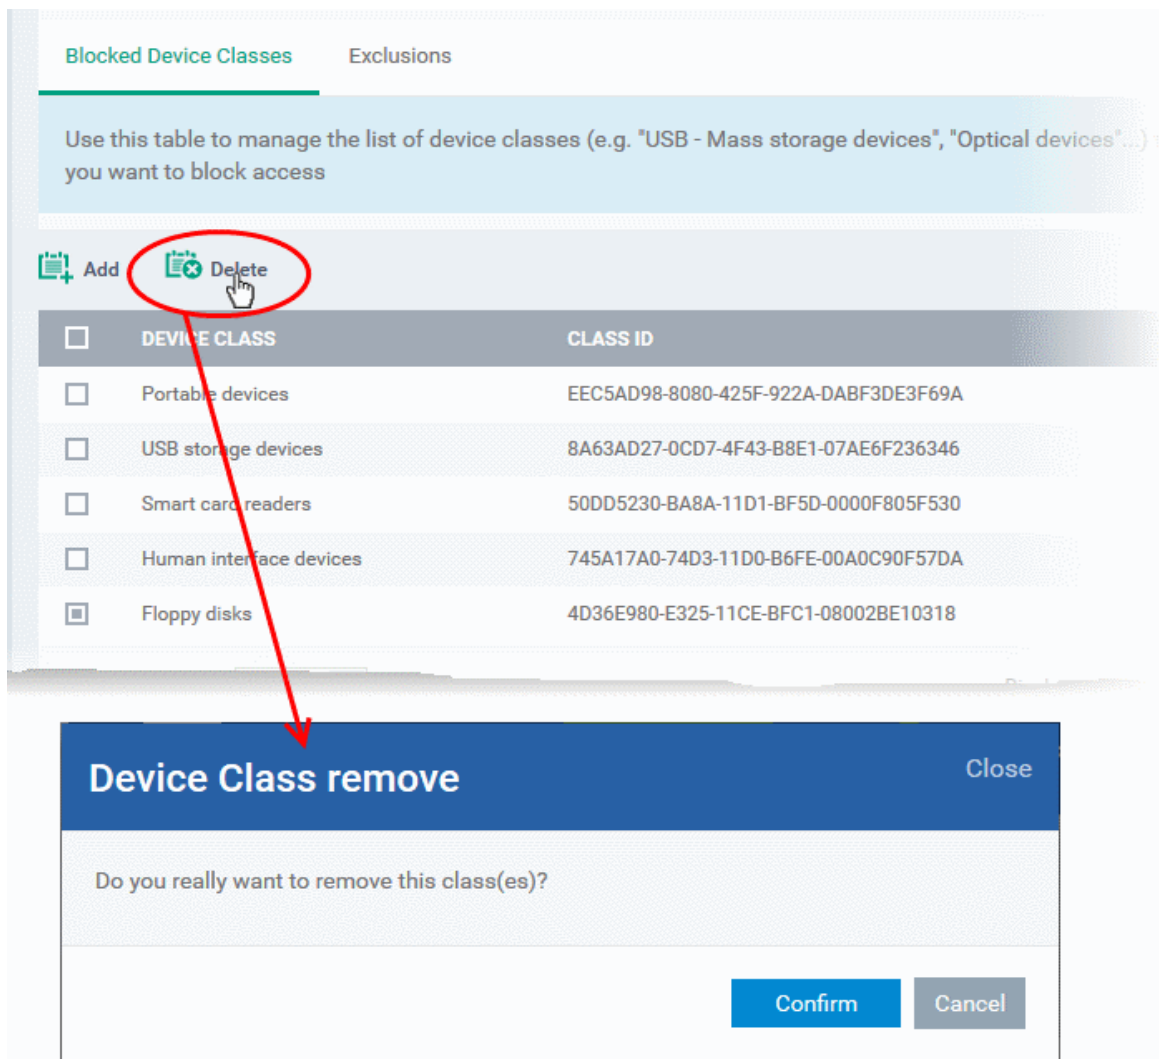 Blocked Device Classes Exclusions
Use this table to manage the list of device classes (e.g. "USB - Mass storage devices", "Optical devices"...)
you want to block access
Add Delete
DEVICE CLASS CLASS ID
Portable devices EEC5AD98-8080-425F-922A-DABF3DE3F69A
USB storage devices 8A63AD27-0CD7-4F43-B8E1-07AE6F236346
Smart card readers 50DD5230-BA8A-11D1-BF5D-0000F805F530
Human interface devices 745A17A0-74D3-11D0-B6FE-00A0C90F57DA
Floppy disks 4D36E980-E325-11CE-BFC1-08002BE10318
Device Class remove Close
Do you really want to remove this class(es)?
Confirm Cancel